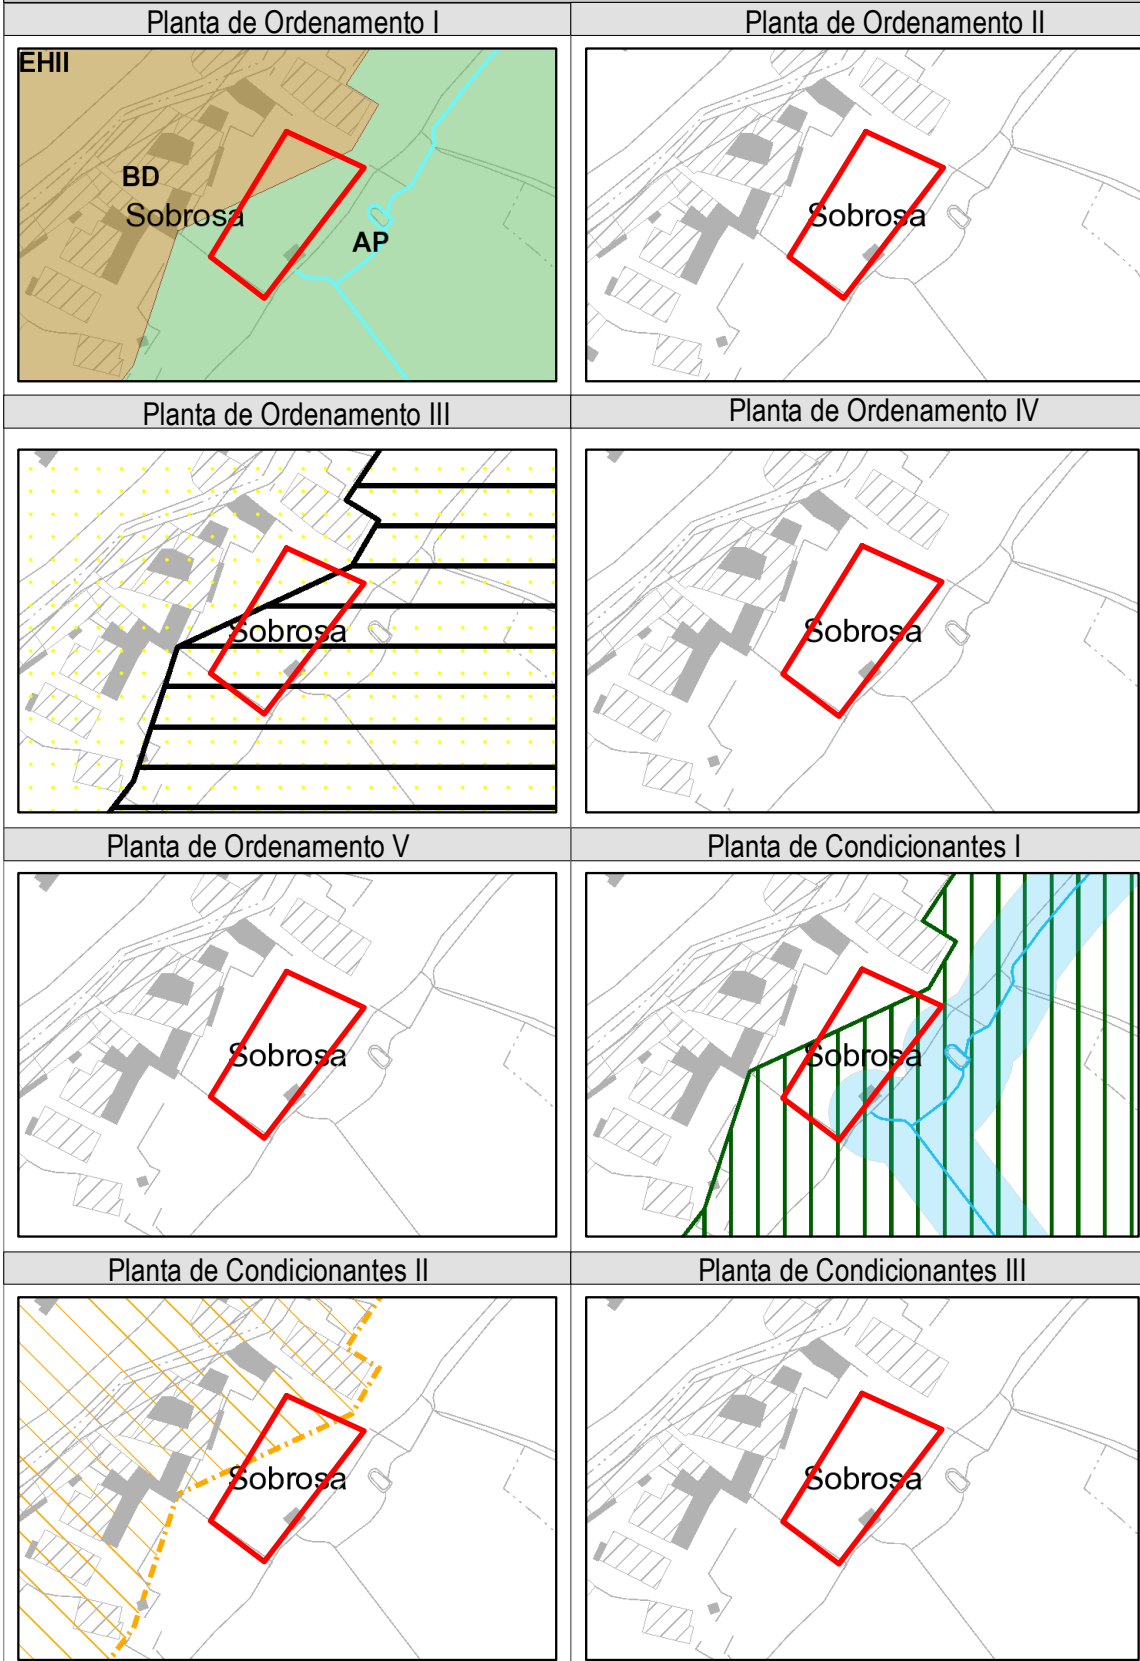 Planta de Ordenamento I
Planta de Ordenamento II
EHII
BD
Sobrosa
AP
Sobrosa
Planta de Ordenamento III
Planta de Ordenamento IV
Sobrosa
Sobrosa
Planta de Ordenamento V
Planta de Condicionantes I
Sobrosa
Sobrosa
Planta de Condicionantes II
Planta de Condicionantes III
Sobrosa
Sobrosa